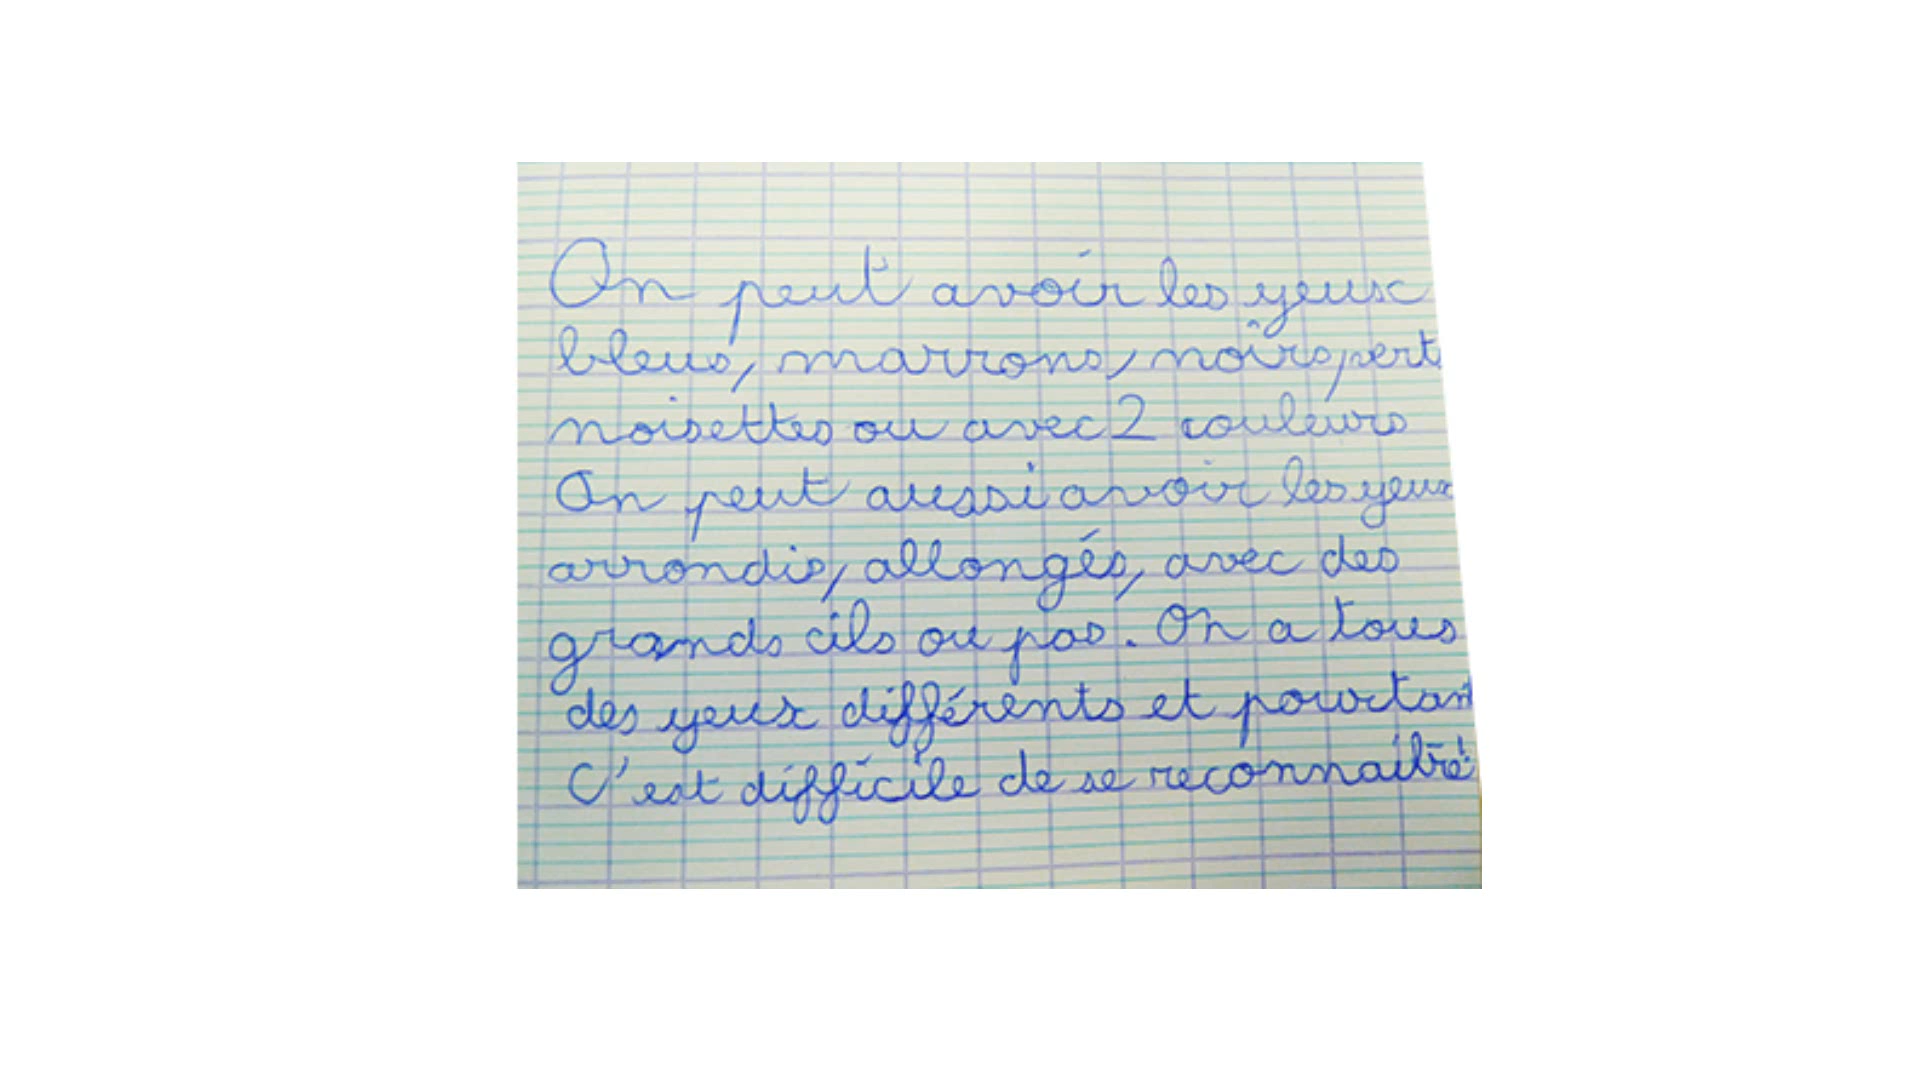 On peut avoir les yeux
bleus, marrons, noirs, vert
noisettes ou avec 2 couleurs
On peut aussi avoir les yeux
arrondis, allongés, avec des
grands cils ou pas. On a tous
des yeux différents et pourtant
C'est difficile de se reconnaître!